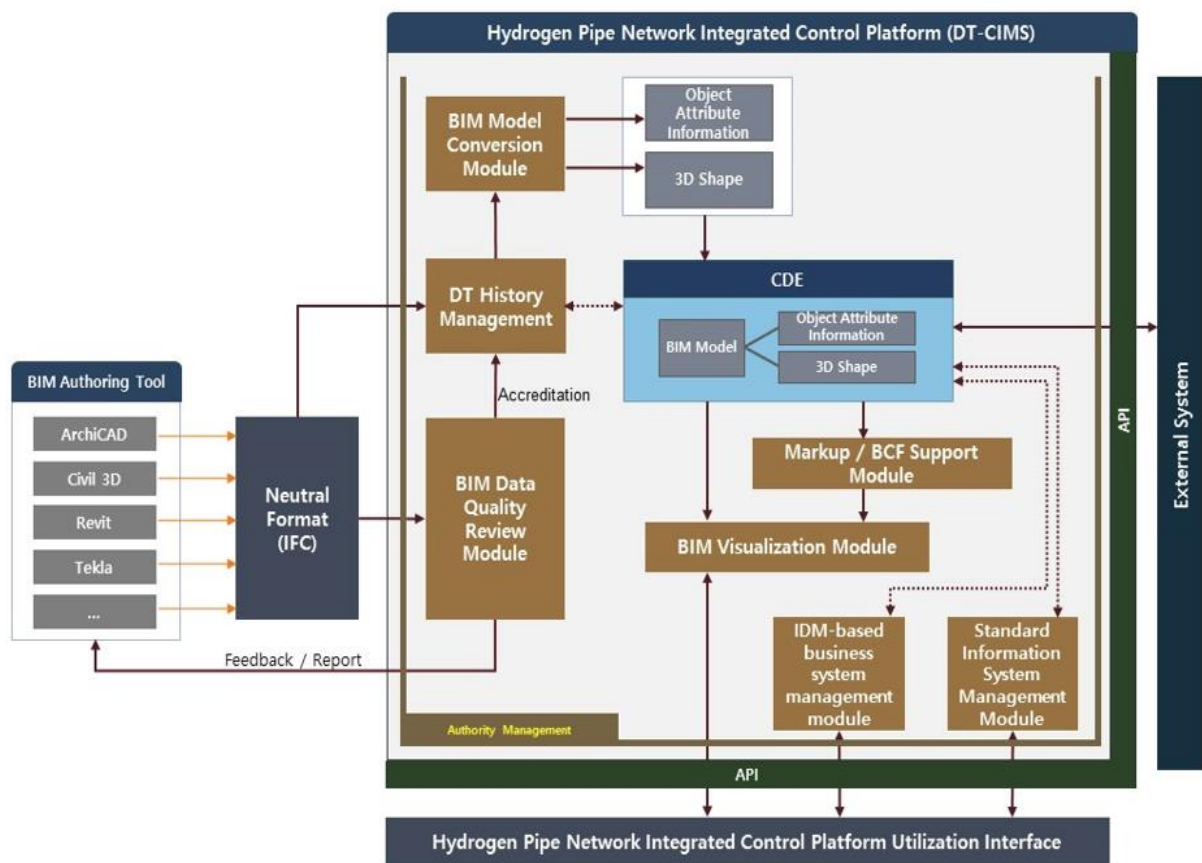 Hydrogen Pipe Network Integrated Control Platform (DT-CIMS)
BIM Model
Conversion
Module
Object
Attribute
Information
3D Shape
DT History
Management
CDE
BIM Model
Object Attribute
Information
3D Shape
BIM Authoring Tool
ArchiCAD
Civil 3D
Revit
Tekla
...
Neutral
Format
(IFC)
Accreditation
BIM Data
Quality
Review
Module
Markup / BCF Support
Module
BIM Visualization Module
Feedback / Report
IDM-based
business
system
management
module
Standard
Information
System
Management
Module
Authority Management
API
API
External System
Hydrogen Pipe Network Integrated Control Platform Utilization Interface